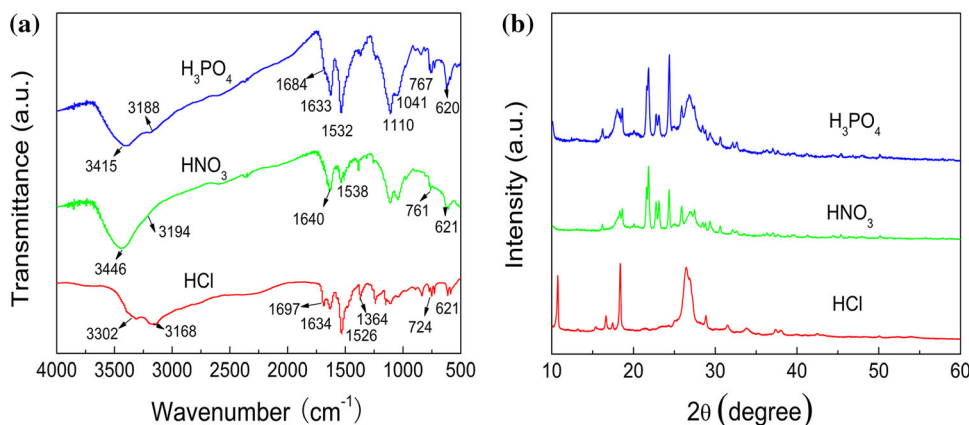 (a)
Transmittance (a.u.)
H₃PO₄
3188
3415
1684
1633
1532
1110
1041
767
620
HNO₃
3194
3446
1640
1538
761
621
HCl
3302
3168
1697
1634
1526
1364
724
621
4000 3500 3000 2500 2000 1500 1000 500
Wavenumber (cm⁻¹)
(b)
Intensity (a.u.)
H₃PO₄
HNO₃
HCl
10 20 30 40 50 60
2θ (degree)